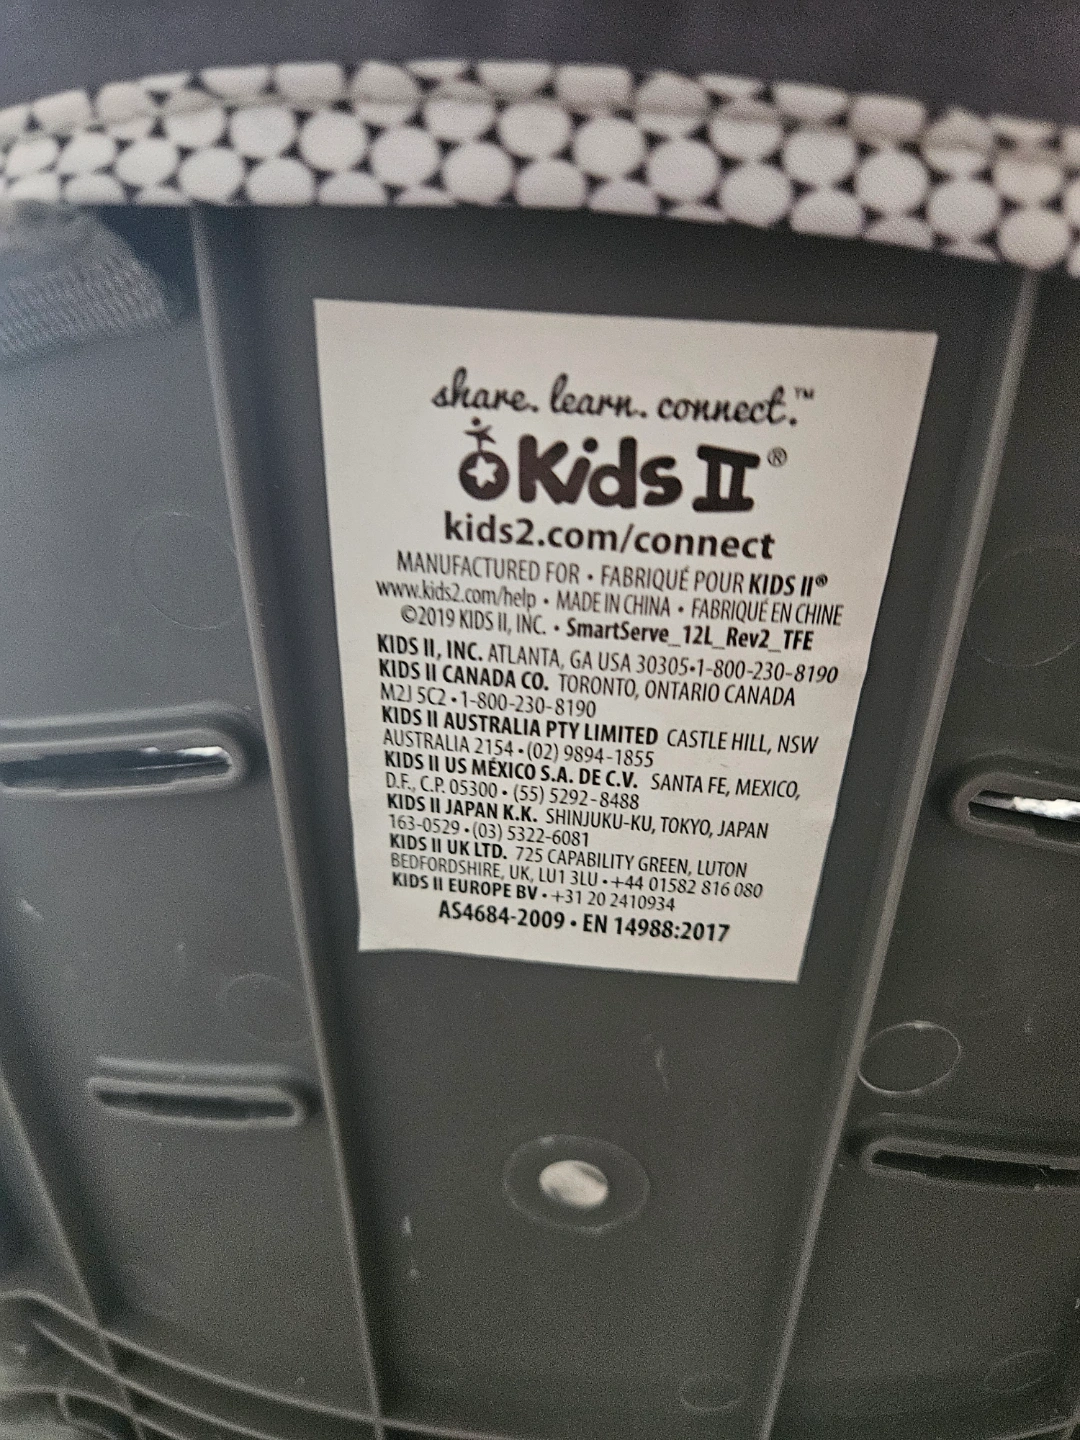 share. learn. connect.™
Kids II®
kids2.com/connect
MANUFACTURED FOR • FABRIQUÉ POUR KIDS II®
www.kids2.com/help • MADE IN CHINA • FABRIQUÉ EN CHINE
©2019 KIDS II, INC. • SmartServe_12L_Rev2_TFE
KIDS II, INC. ATLANTA, GA USA 30305•1-800-230-8190
KIDS II CANADA CO. TORONTO, ONTARIO CANADA
M2J 5C2 • 1-800-230-8190
KIDS II AUSTRALIA PTY LIMITED CASTLE HILL, NSW
AUSTRALIA 2154 • (02) 9894-1855
KIDS II US MÉXICO S.A. DE C.V. SANTA FE, MEXICO,
D.F., C.P. 05300 • (55) 5292-8488
KIDS II JAPAN K.K. SHINJUKU-KU, TOKYO, JAPAN
163-0529 • (03) 5322-6081
KIDS II UK LTD. 725 CAPABILITY GREEN, LUTON
BEDFORDSHIRE, UK, LU1 3LU • +44 01582 816 080
KIDS II EUROPE BV • +31 20 2410934
AS4684-2009 • EN 14988:2017